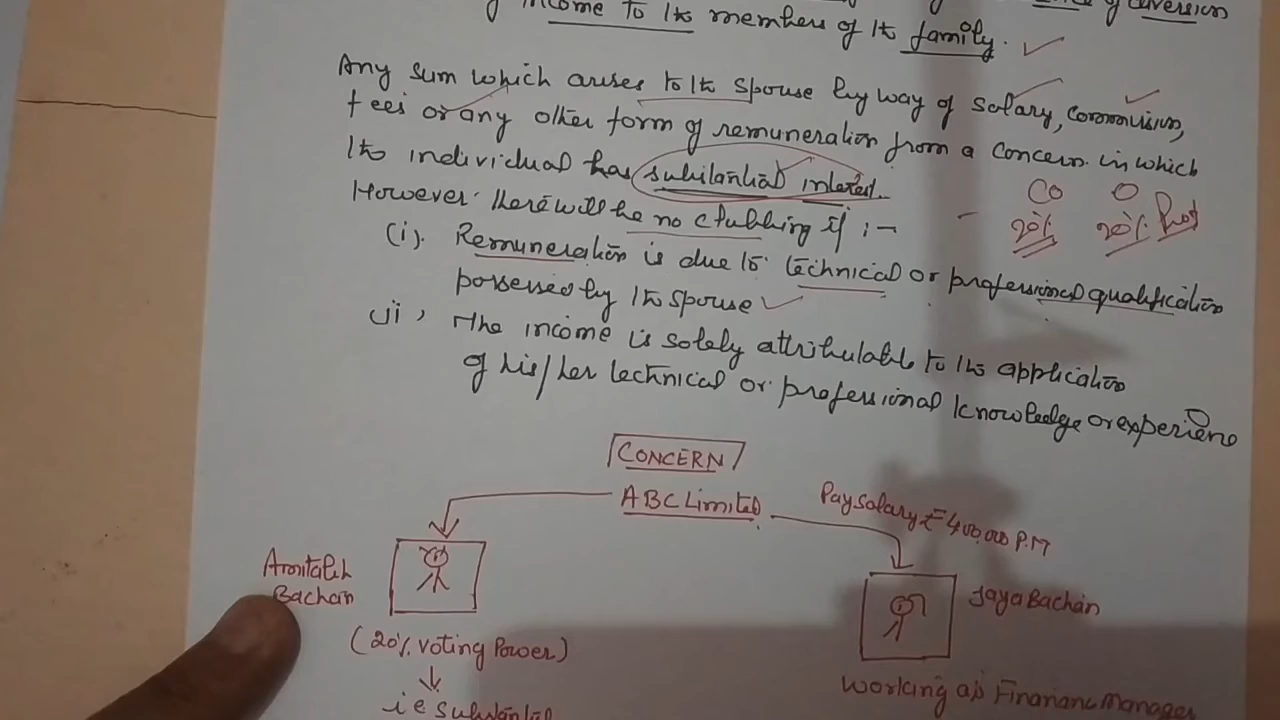 income to the members of the family.
Any sum which arises to the spouse by way of salary, commission,
fees or any other form of remuneration from a concern in which
the individual has substantial interest.
Co O
20% 20% Prof
However there will be no clubbing if :-
(i). Remuneration is due to technical or professional qualification
possessed by the spouse
ii, The income is solely attributable to the application
of his/her technical or professional knowledge or experience
CONCERN
ABC Limited
Pay salary ₹ 400,000 P.M
Amitabh
Bachan
Jaya Bachan
(20% voting Power)
i e substantial
Working as Finance Manager